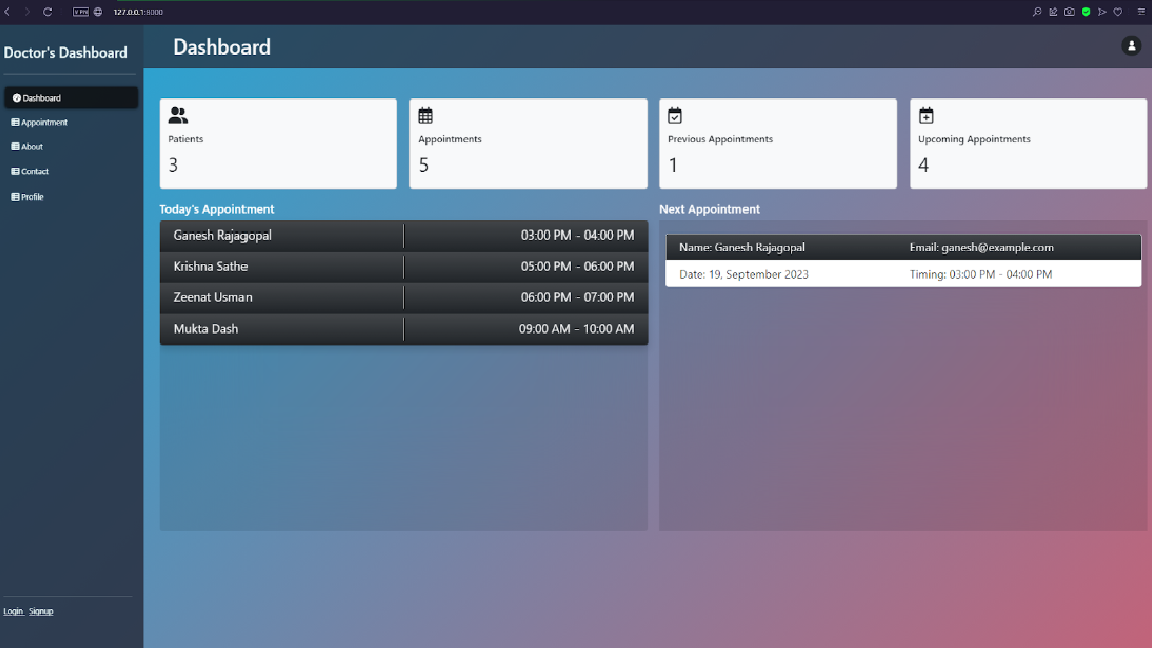 V PN 127.0.0.1:8000
Doctor's Dashboard
Dashboard
Appointment
About
Contact
Profile
Login Signup
Dashboard
Patients
3
Appointments
5
Previous Appointments
1
Upcoming Appointments
4
Today's Appointment
Ganesh Rajagopal 03:00 PM - 04:00 PM
Krishna Sathe 05:00 PM - 06:00 PM
Zeenat Usman 06:00 PM - 07:00 PM
Mukta Dash 09:00 AM - 10:00 AM
Next Appointment
Name: Ganesh Rajagopal Email: ganesh@example.com
Date: 19, September 2023 Timing: 03:00 PM - 04:00 PM